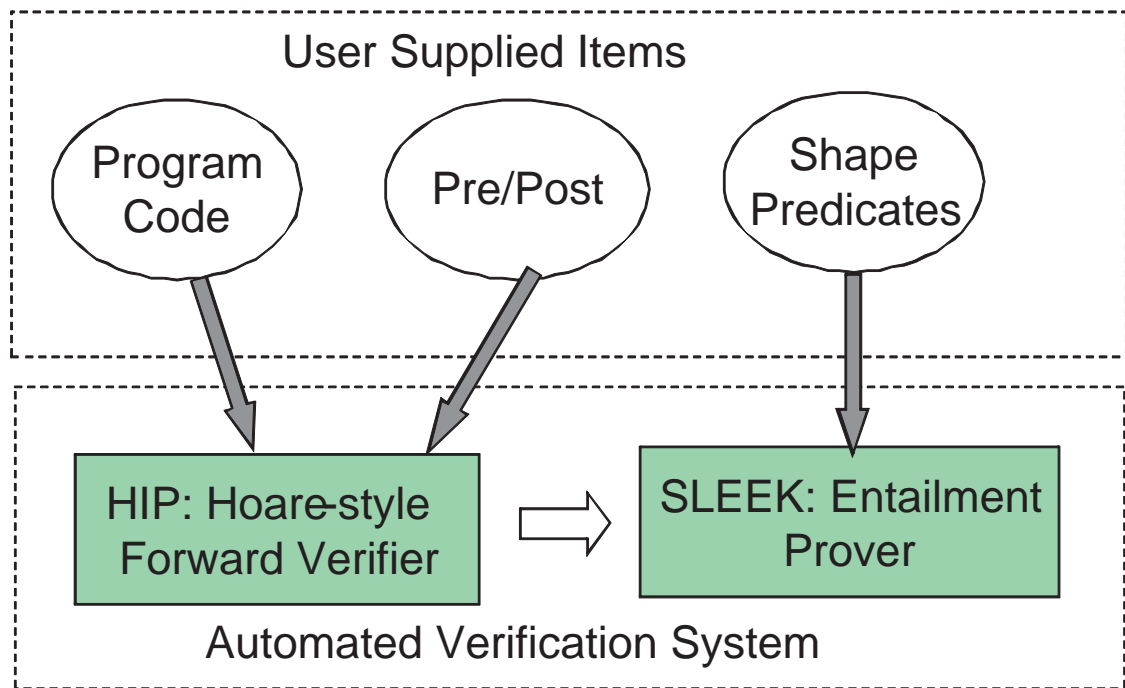 User Supplied Items
Program
Code
Pre/Post
Shape
Predicates
HIP: Hoare-style
Forward Verifier
SLEEK: Entailment
Prover
Automated Verification System